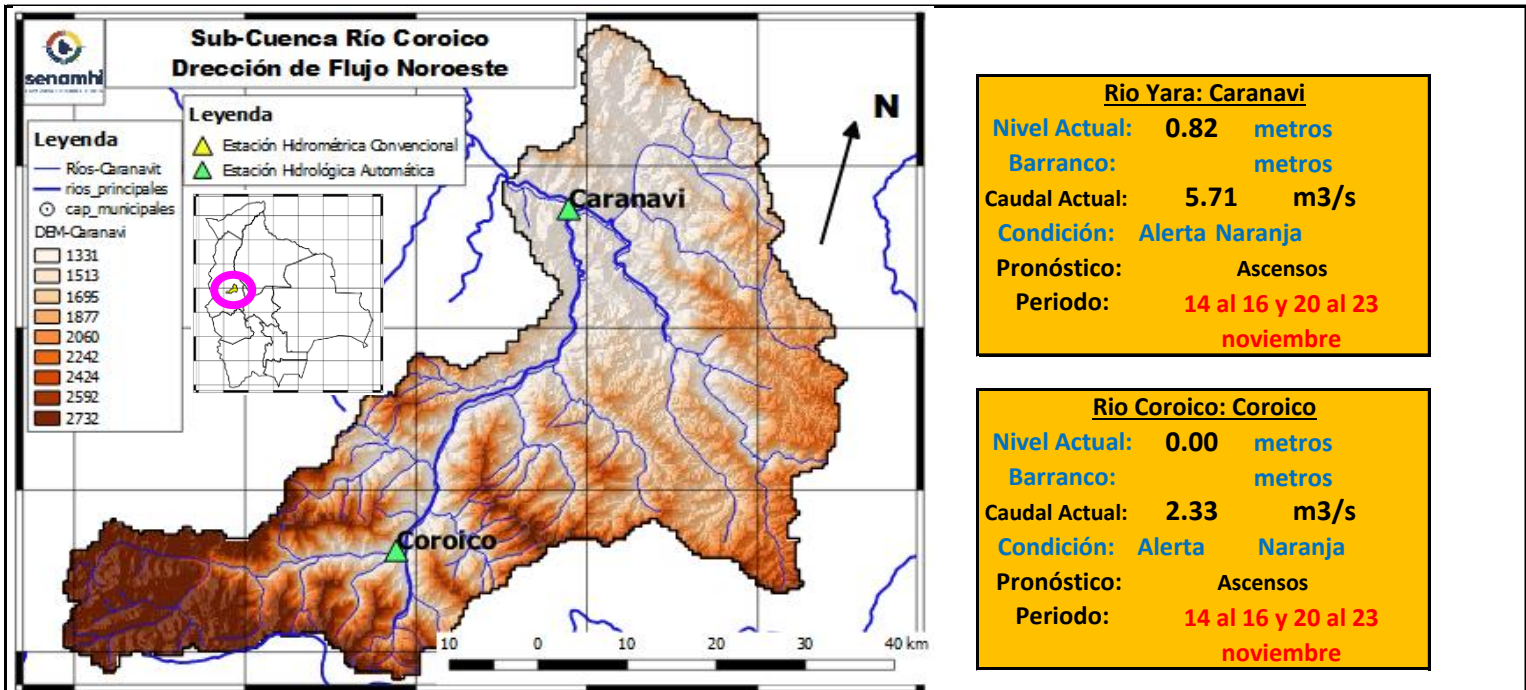 senamhi
Sub-Cuenca Río Coroico
Drección de Flujo Noroeste
Leyenda
Ríos-Caranavit
rios_principales
cap_municipales
DEM-Caranavi
1331
1513
1695
1877
2060
2242
2424
2592
2732
Leyenda
Estación Hidrométrica Convencional
Estación Hidrológica Automática
N
Caranavi
Coroico
10 0 10 20 30 40 km
Rio Yara: Caranavi
Nivel Actual: 0.82 metros
Barranco: metros
Caudal Actual: 5.71 m3/s
Condición: Alerta Naranja
Pronóstico: Ascensos
Periodo: 14 al 16 y 20 al 23
noviembre
Rio Coroico: Coroico
Nivel Actual: 0.00 metros
Barranco: metros
Caudal Actual: 2.33 m3/s
Condición: Alerta Naranja
Pronóstico: Ascensos
Periodo: 14 al 16 y 20 al 23
noviembre